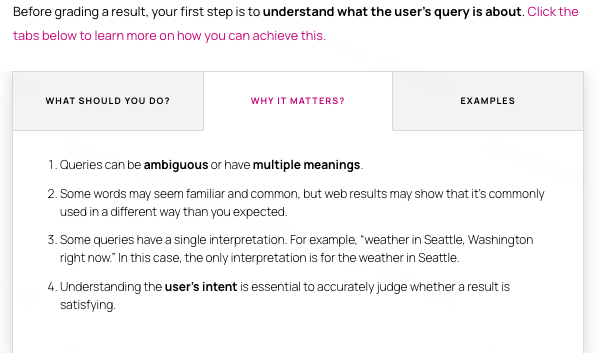 Before grading a result, your first step is to understand what the user's query is about. Click the
tabs below to learn more on how you can achieve this.
WHAT SHOULD YOU DO?
WHY IT MATTERS?
EXAMPLES
1. Queries can be ambiguous or have multiple meanings.
2. Some words may seem familiar and common, but web results may show that it's commonly
used in a different way than you expected.
3. Some queries have a single interpretation. For example, "weather in Seattle, Washington
right now." In this case, the only interpretation is for the weather in Seattle.
4. Understanding the user's intent is essential to accurately judge whether a result is
satisfying.